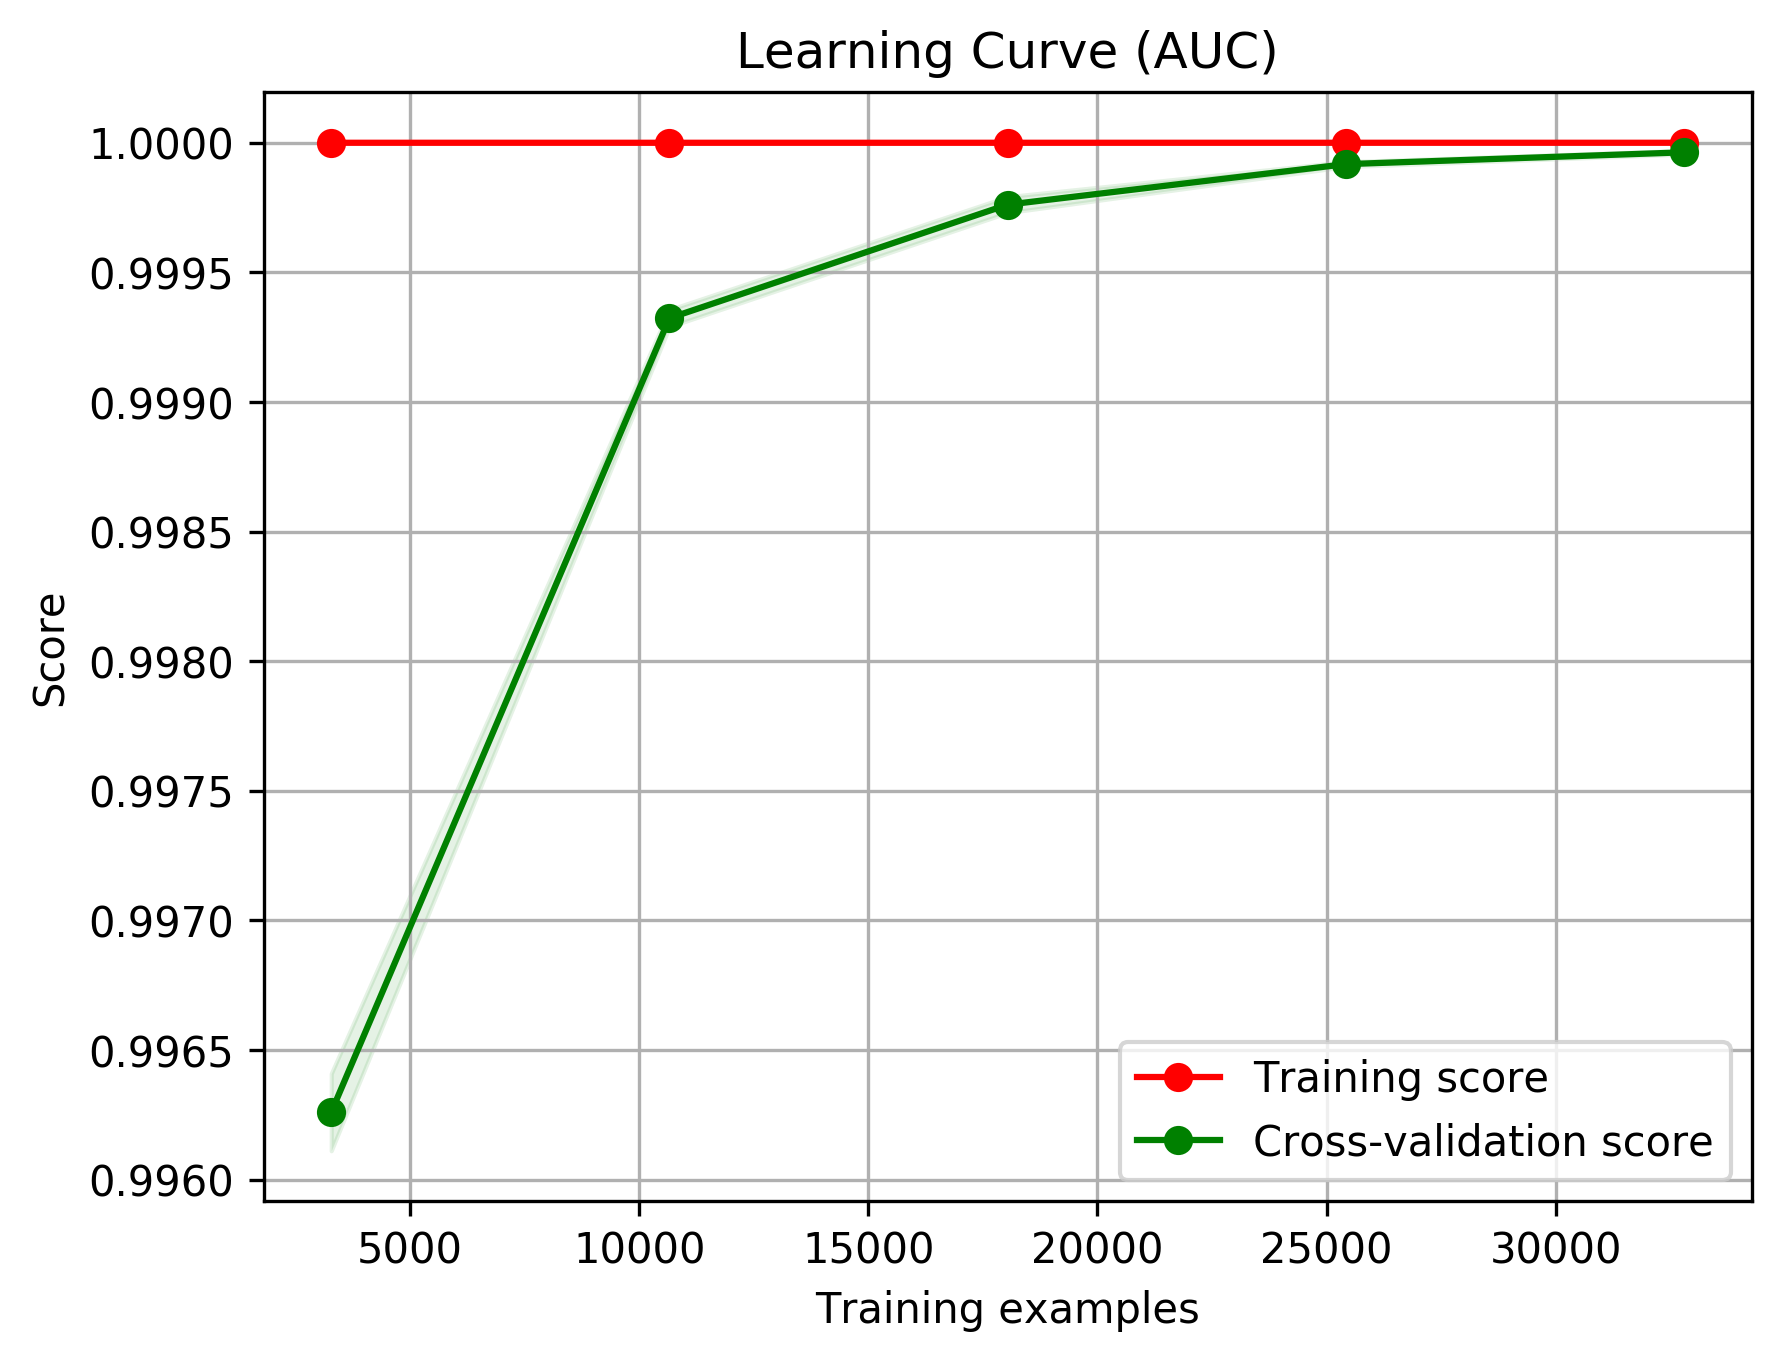 Learning Curve (AUC)
1.0000
0.9995
0.9990
0.9985
0.9980
0.9975
0.9970
0.9965
0.9960
Score
Training score
Cross-validation score
5000 10000 15000 20000 25000 30000
Training examples